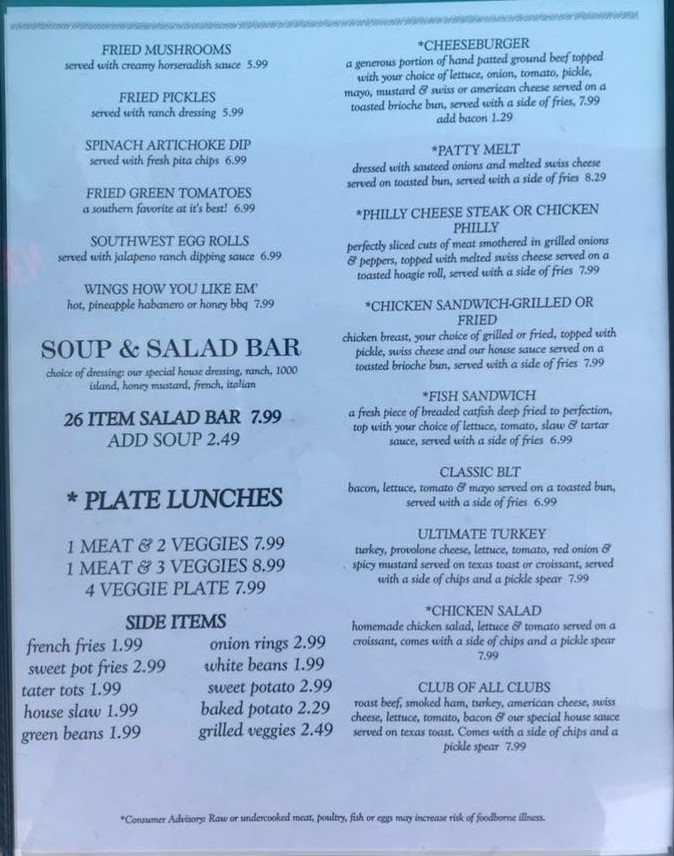 FRIED MUSHROOMS
served with creamy horseradish sauce 5.99
FRIED PICKLES
served with ranch dressing 5.99
SPINACH ARTICHOKE DIP
served with fresh pita chips 6.99
FRIED GREEN TOMATOES
a southern favorite at it's best! 6.99
SOUTHWEST EGG ROLLS
served with jalapeno ranch dipping sauce 6.99
WINGS HOW YOU LIKE EM'
hot, pineapple habanero or honey bbq 7.99
SOUP & SALAD BAR
choice of dressing: our special house dressing, ranch, 1000
island, honey mustard, french, italian
26 ITEM SALAD BAR 7.99
ADD SOUP 2.49
* PLATE LUNCHES
1 MEAT & 2 VEGGIES 7.99
1 MEAT & 3 VEGGIES 8.99
4 VEGGIE PLATE 7.99
SIDE ITEMS
french fries 1.99
sweet pot fries 2.99
tater tots 1.99
house slaw 1.99
green beans 1.99
onion rings 2.99
white beans 1.99
sweet potato 2.99
baked potato 2.29
grilled veggies 2.49
*CHEESEBURGER
a generous portion of hand patted ground beef topped
with your choice of lettuce, onion, tomato, pickle,
mayo, mustard & swiss or american cheese served on a
toasted brioche bun, served with a side of fries, 7.99
add bacon 1.29
*PATTY MELT
dressed with sauteed onions and melted swiss cheese
served on toasted bun, served with a side of fries 8.29
*PHILLY CHEESE STEAK OR CHICKEN
PHILLY
perfectly sliced cuts of meat smothered in grilled onions
& peppers, topped with melted swiss cheese served on a
toasted hoagie roll, served with a side of fries 7.99
*CHICKEN SANDWICH-GRILLED OR
FRIED
chicken breast, your choice of grilled or fried, topped with
pickle, swiss cheese and our house sauce served on a
toasted brioche bun, served with a side of fries 7.99
*FISH SANDWICH
a fresh piece of breaded catfish deep fried to perfection,
top with your choice of lettuce, tomato, slaw & tartar
sauce, served with a side of fries 6.99
CLASSIC BLT
bacon, lettuce, tomato & mayo served on a toasted bun,
served with a side of fries 6.99
ULTIMATE TURKEY
turkey, provolone cheese, lettuce, tomato, red onion &
spicy mustard served on texas toast or croissant, served
with a side of chips and a pickle spear 7.99
*CHICKEN SALAD
homemade chicken salad, lettuce & tomato served on a
croissant, comes with a side of chips and a pickle spear
7.99
CLUB OF ALL CLUBS
roast beef, smoked ham, turkey, american cheese, swiss
cheese, lettuce, tomato, bacon & our special house sauce
served on texas toast. Comes with a side of chips and a
pickle spear 7.99
*Consumer Advisory: Raw or undercooked meat, poultry, fish or eggs may increase risk of foodborne illness.